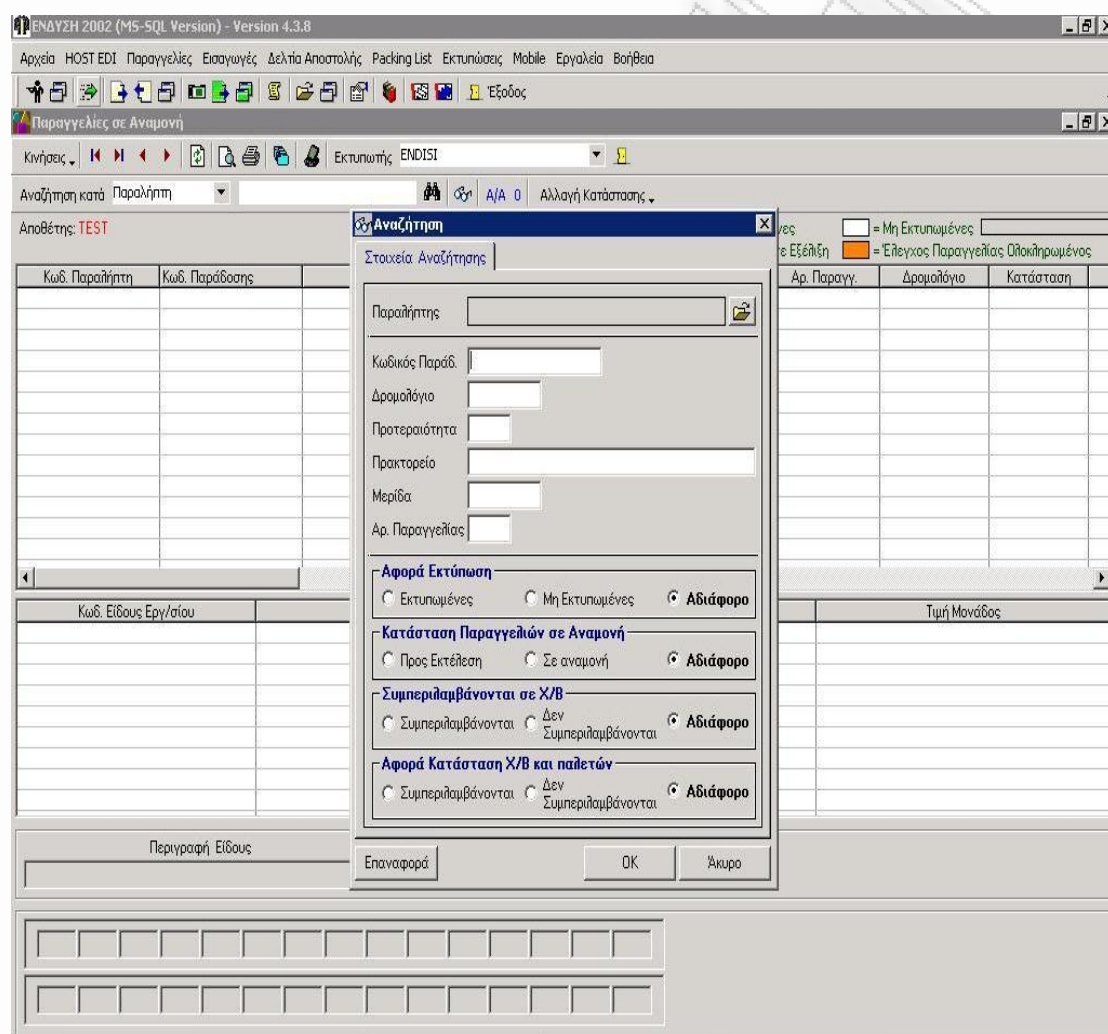 ΕΝΔΥΣΗ 2002 (MS-SQL Version) - Version 4.3.8
Αρχεία HOST EDI Παραγγελίες Εισαγωγές Δελτία Αποστολής Packing List Εκτυπώσεις Mobile Εργαλεία Βοήθεια
Έξοδος
Παραγγελίες σε Αναμονή
Κινήσεις Εκτυπωτής ENDISI
Αναζήτηση κατά Παραλήπτη Α/Α 0 Αλλαγή Κατάστασης
Αποθέτης: TEST
= Μη Εκτυπωμένες
Εξέλιξη = Έλεγχος Παραγγελίας Ολοκληρωμένος
Κωδ. Παραλήπτη Κωδ. Παράδοσης Αρ. Παραγγ. Δρομολόγιο Κατάσταση
Αναζήτηση
Στοιχεία Αναζήτησης
Παραλήπτης
Κωδικός Παράδ.
Δρομολόγιο
Προτεραιότητα
Πρακτορείο
Μερίδα
Αρ. Παραγγελίας
Αφορά Εκτύπωση
Εκτυπωμένες Μη Εκτυπωμένες Αδιάφορο
Κατάσταση Παραγγελιών σε Αναμονή
Προς Εκτέλεση Σε αναμονή Αδιάφορο
Συμπεριλαμβάνονται σε Χ/Β
Συμπεριλαμβάνονται Δεν Συμπεριλαμβάνονται Αδιάφορο
Αφορά Κατάσταση Χ/Β και παλετών
Συμπεριλαμβάνονται Δεν Συμπεριλαμβάνονται Αδιάφορο
Επαναφορά OK Άκυρο
Κωδ. Είδους Εργ/σίου Τιμή Μονάδος
Περιγραφή Είδους